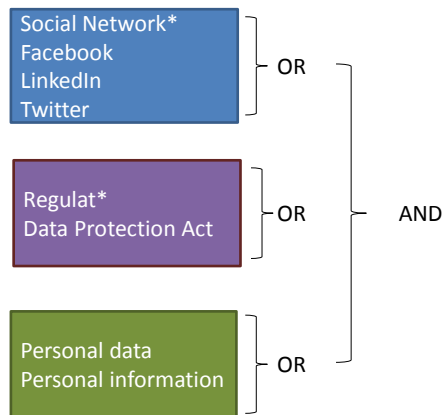 Social Network*
Facebook
LinkedIn
Twitter
OR
Regulat*
Data Protection Act
OR
AND
Personal data
Personal information
OR